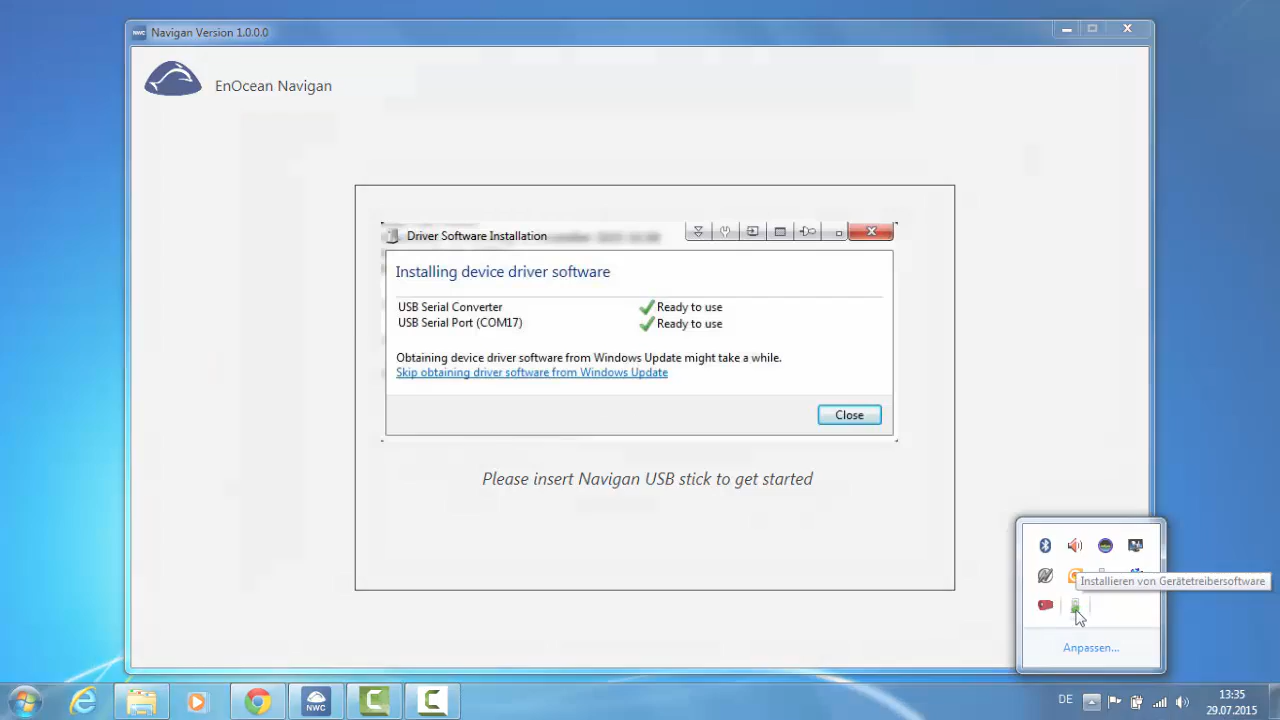 NWC Navigan Version 1.0.0.0
EnOcean Navigan
Driver Software Installation
Installing device driver software
USB Serial Converter Ready to use
USB Serial Port (COM17) Ready to use
Obtaining device driver software from Windows Update might take a while.
Skip obtaining driver software from Windows Update
Close
Please insert Navigan USB stick to get started
Installieren von Gerätetreibersoftware
Anpassen...
NWC
DE
13:35
29.07.2015